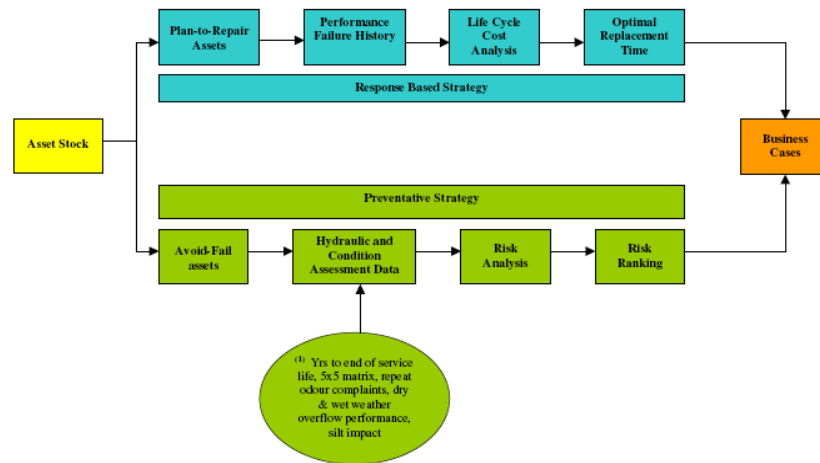 Plan-to-Repair
Assets
Performance
Failure History
Life Cycle
Cost
Analysis
Optimal
Replacement
Time
Response Based Strategy
Asset Stock
Business
Cases
Preventative Strategy
Avoid-Fail
assets
Hydraulic and
Condition
Assessment Data
Risk
Analysis
Risk
Ranking
(1) Yrs to end of service
life, 5x5 matrix, repeat
odour complaints, dry
& wet weather
overflow performance,
silt impact